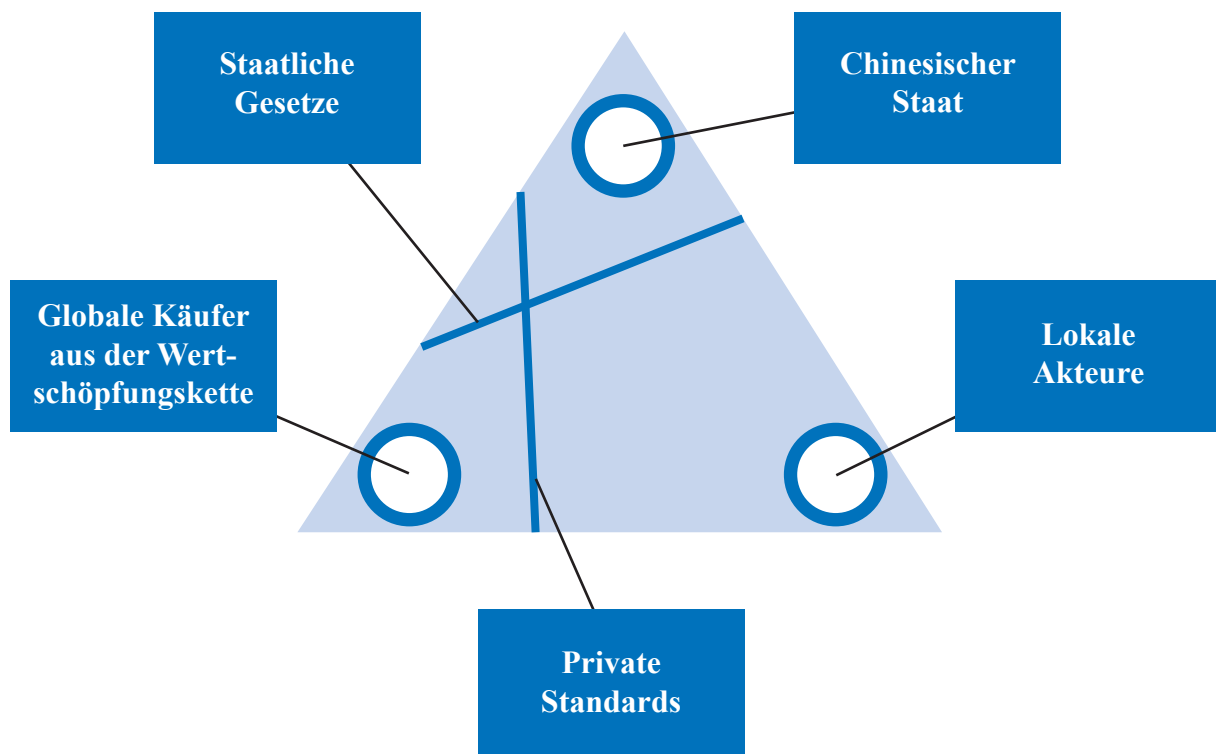 Staatliche
Gesetze
Chinesischer
Staat
Globale Käufer
aus der Wert-
schöpfungskette
Lokale
Akteure
Private
Standards